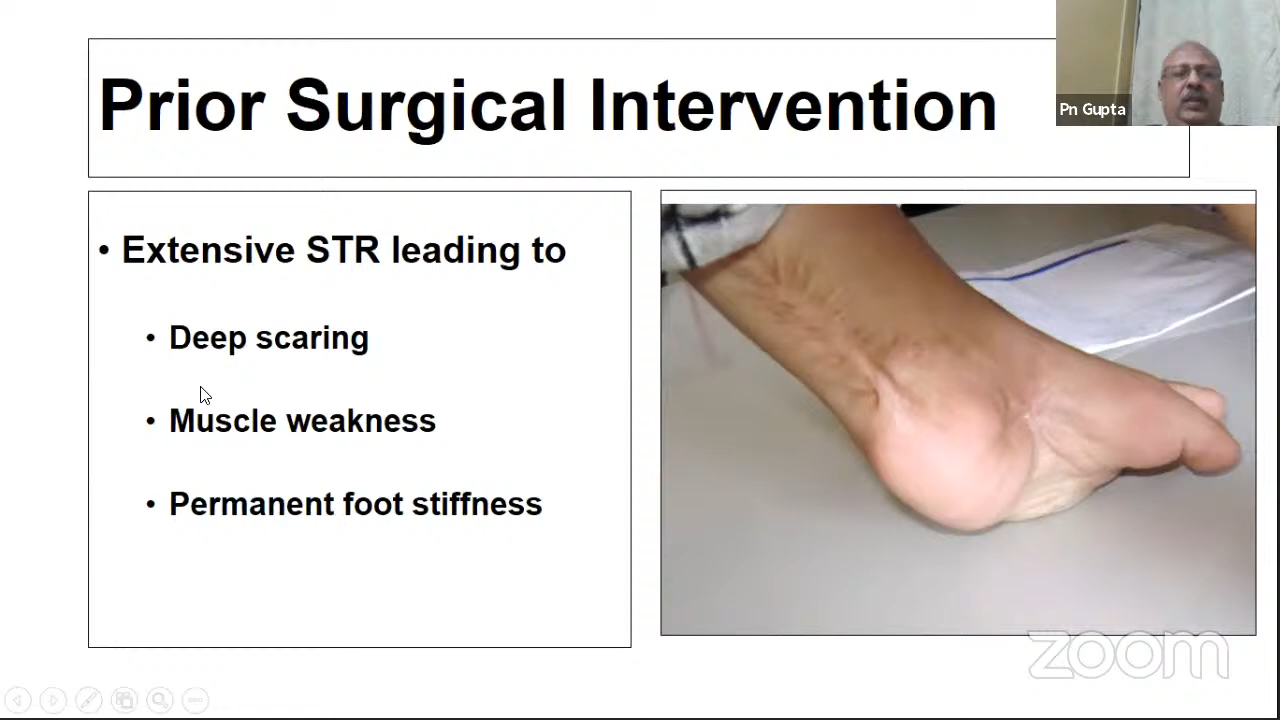 Prior Surgical Intervention
Pn Gupta
• Extensive STR leading to
• Deep scaring
• Muscle weakness
• Permanent foot stiffness
zoom